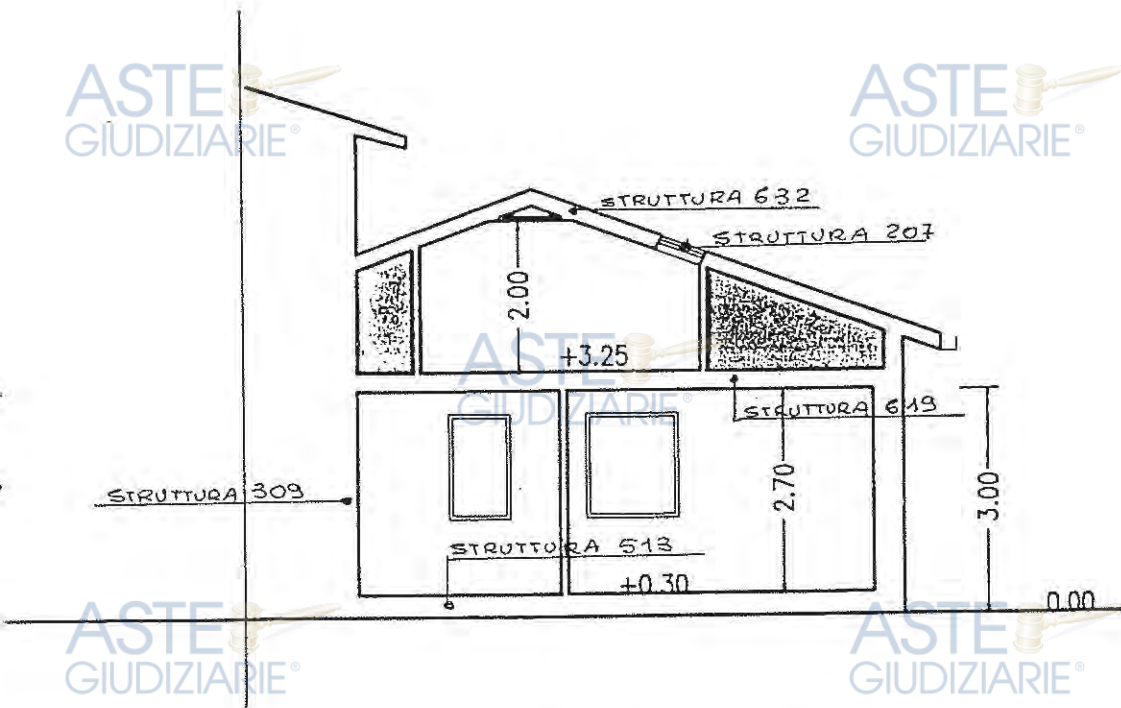 ASTE
GIUDIZIARIE®
ASTE
GIUDIZIARIE®
STRUTTURA 632
STRUTTURA 207
2.00
+3.25
ASTE
GIUDIZIARIE®
STRUTTURA 619
STRUTTURA 309
2.70
3.00
STRUTTURA 513
+0.30
0.00
ASTE
GIUDIZIARIE®
ASTE
GIUDIZIARIE®